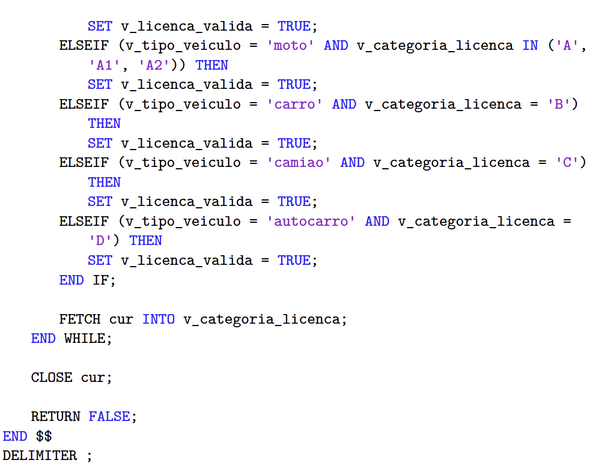 SET v_licenca_valida = TRUE;
ELSEIF (v_tipo_veiculo = 'moto' AND v_categoria_licenca IN ('A',
'A1', 'A2')) THEN
SET v_licenca_valida = TRUE;
ELSEIF (v_tipo_veiculo = 'carro' AND v_categoria_licenca = 'B')
THEN
SET v_licenca_valida = TRUE;
ELSEIF (v_tipo_veiculo = 'camiao' AND v_categoria_licenca = 'C')
THEN
SET v_licenca_valida = TRUE;
ELSEIF (v_tipo_veiculo = 'autocarro' AND v_categoria_licenca =
'D') THEN
SET v_licenca_valida = TRUE;
END IF;
FETCH cur INTO v_categoria_licenca;
END WHILE;
CLOSE cur;
RETURN FALSE;
END $$
DELIMITER ;